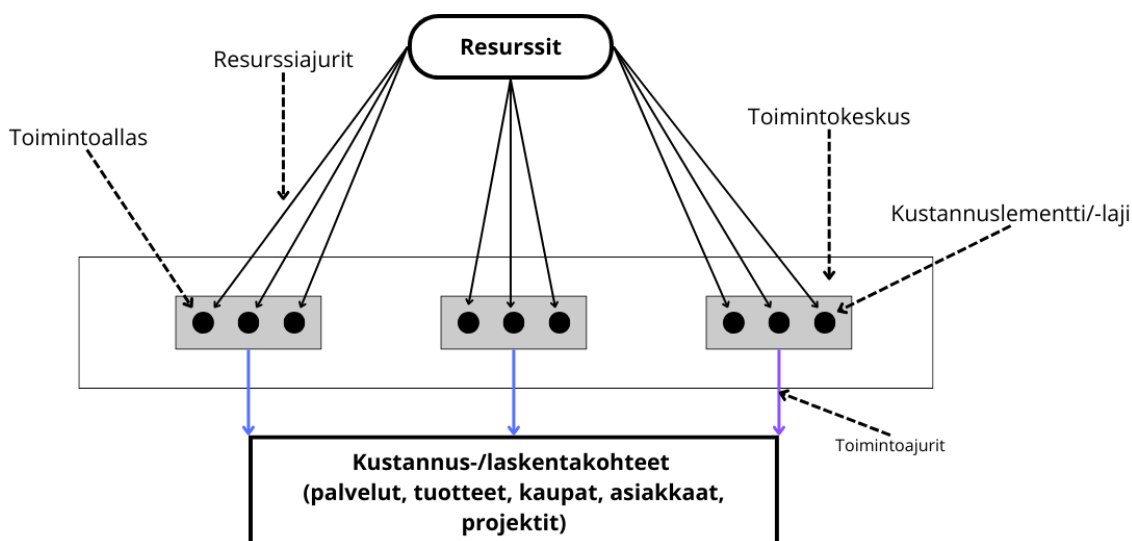 Resurssit
Resurssiajurit
Toimintoallas
Toimintokeskus
Kustannuslementti/-laji
Toimintoajurit
Kustannus-/laskentakohteet
(palvelut, tuotteet, kaupat, asiakkaat,
projektit)